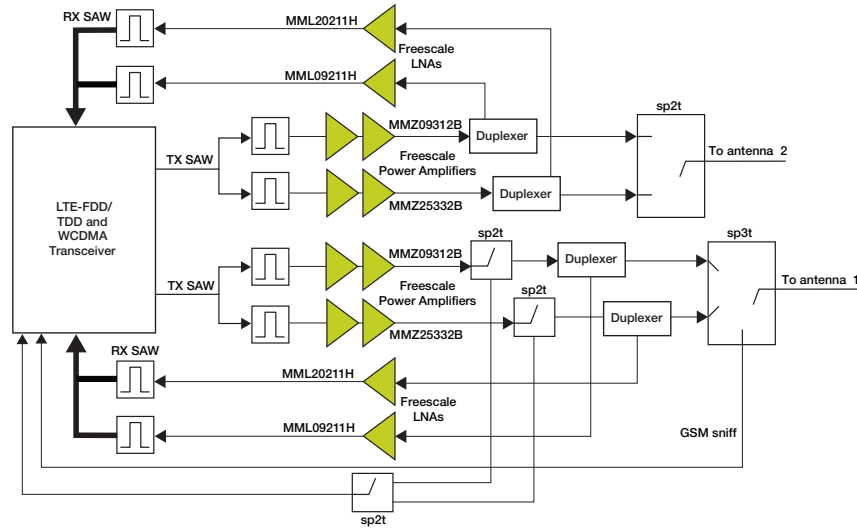 RX SAW
MML20211H
Freescale
LNAs
MML09211H
sp2t
MMZ09312B
Duplexer
TX SAW
Freescale
Power Amplifiers
To antenna 2
MMZ25332B
Duplexer
LTE-FDD/
TDD and
WCDMA
Transceiver
sp2t
sp3t
MMZ09312B
Duplexer
TX SAW
Freescale
Power Amplifiers
sp2t
To antenna 1
Duplexer
MMZ25332B
RX SAW
MML20211H
Freescale
LNAs
MML09211H
GSM sniff
sp2t